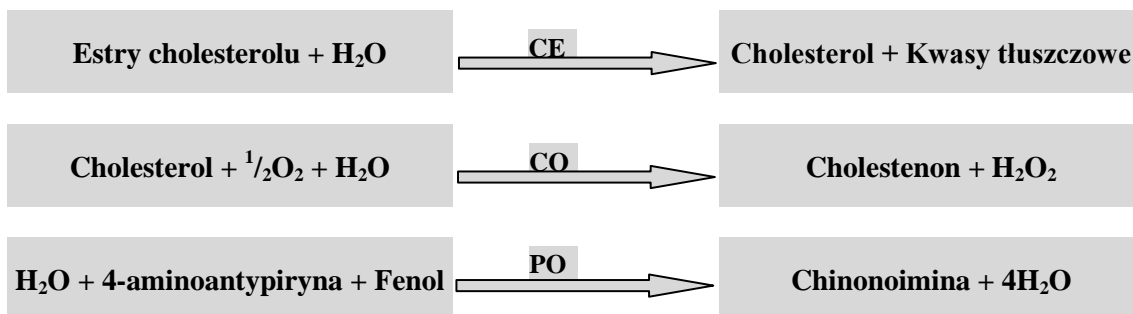 Estry cholesterolu + H₂O CE Cholesterol + Kwasy tłuszczowe
Cholesterol + ¹/₂O₂ + H₂O CO Cholestenon + H₂O₂
H₂O + 4-aminoantypiryna + Fenol PO Chinonoimina + 4H₂O